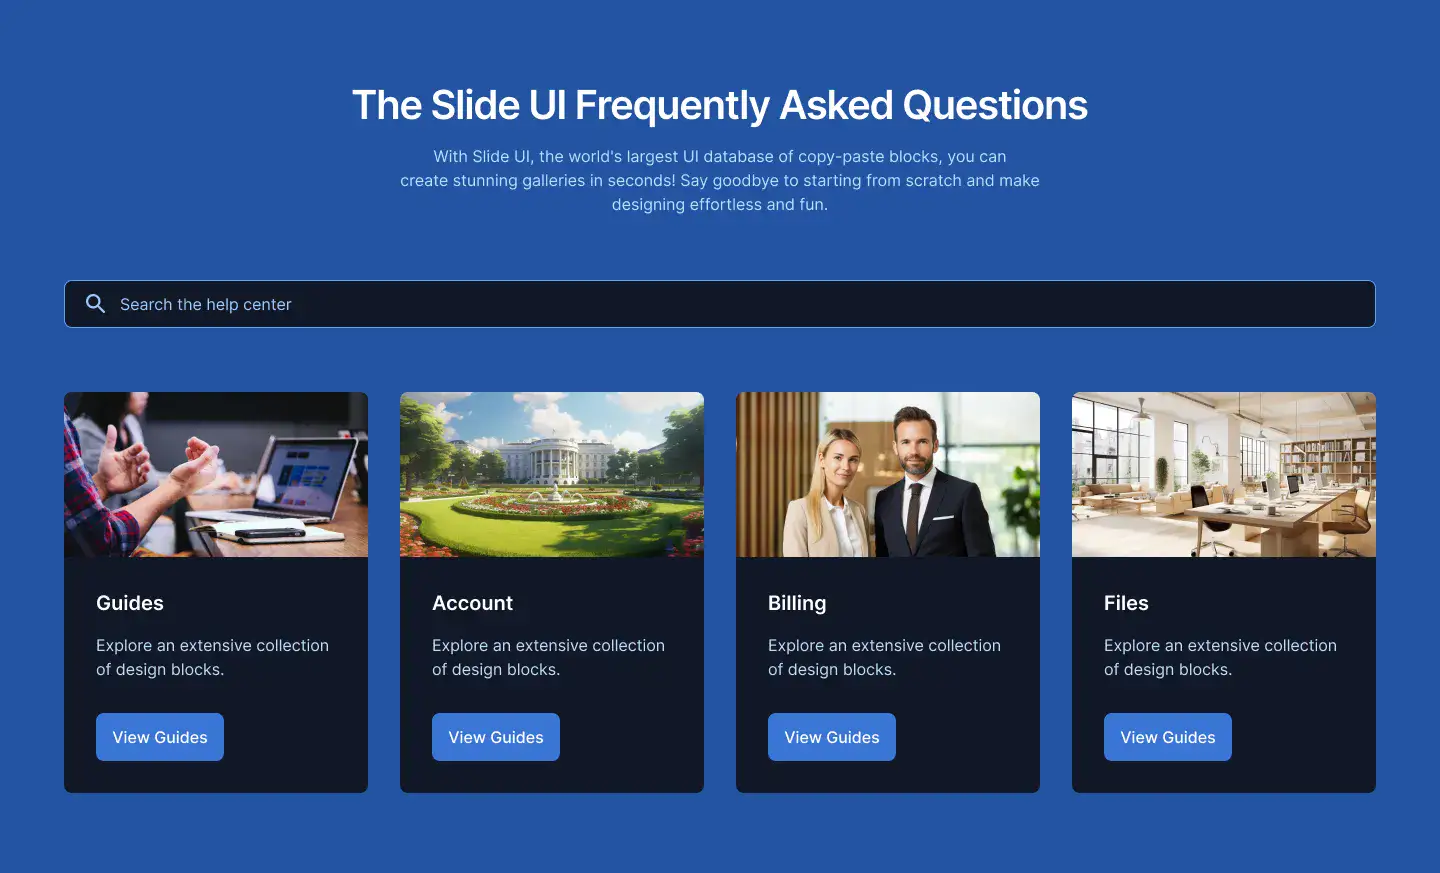 The Slide UI Frequently Asked Questions
With Slide UI, the world's largest UI database of copy-paste blocks, you can
create stunning galleries in seconds! Say goodbye to starting from scratch and make
designing effortless and fun.
Search the help center
Guides
Explore an extensive collection
of design blocks.
View Guides
Account
Explore an extensive collection
of design blocks.
View Guides
Billing
Explore an extensive collection
of design blocks.
View Guides
Files
Explore an extensive collection
of design blocks.
View Guides